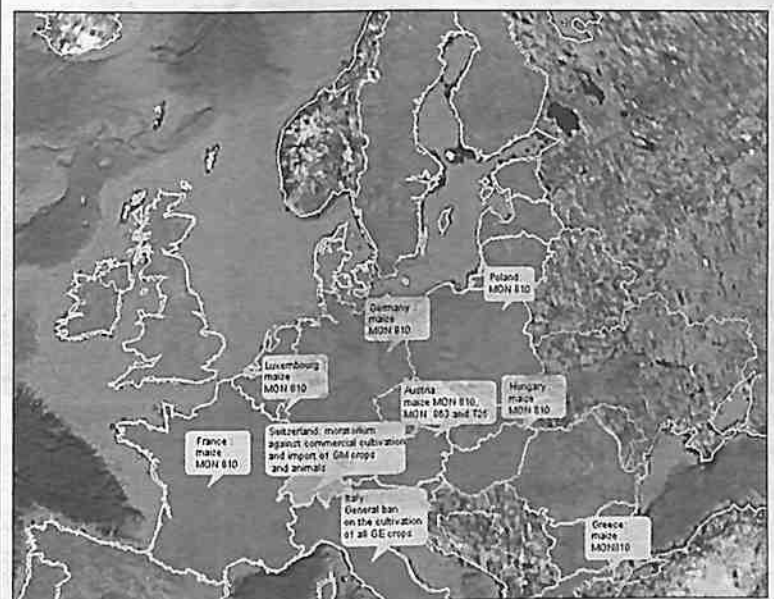 Poland:
MON 810
Germany:
maize
MON 810
Luxembourg:
maize
MON 810
Austria:
maize MON 810,
MON 863 and T25
Hungary:
maize
MON 810
France :
maize
MON 810
Switzerland: moratorium
against commercial cultivation
and import of GM crops
and animals
Italy:
General ban
on the cultivation
of all GE crops
Greece:
maize
MON810